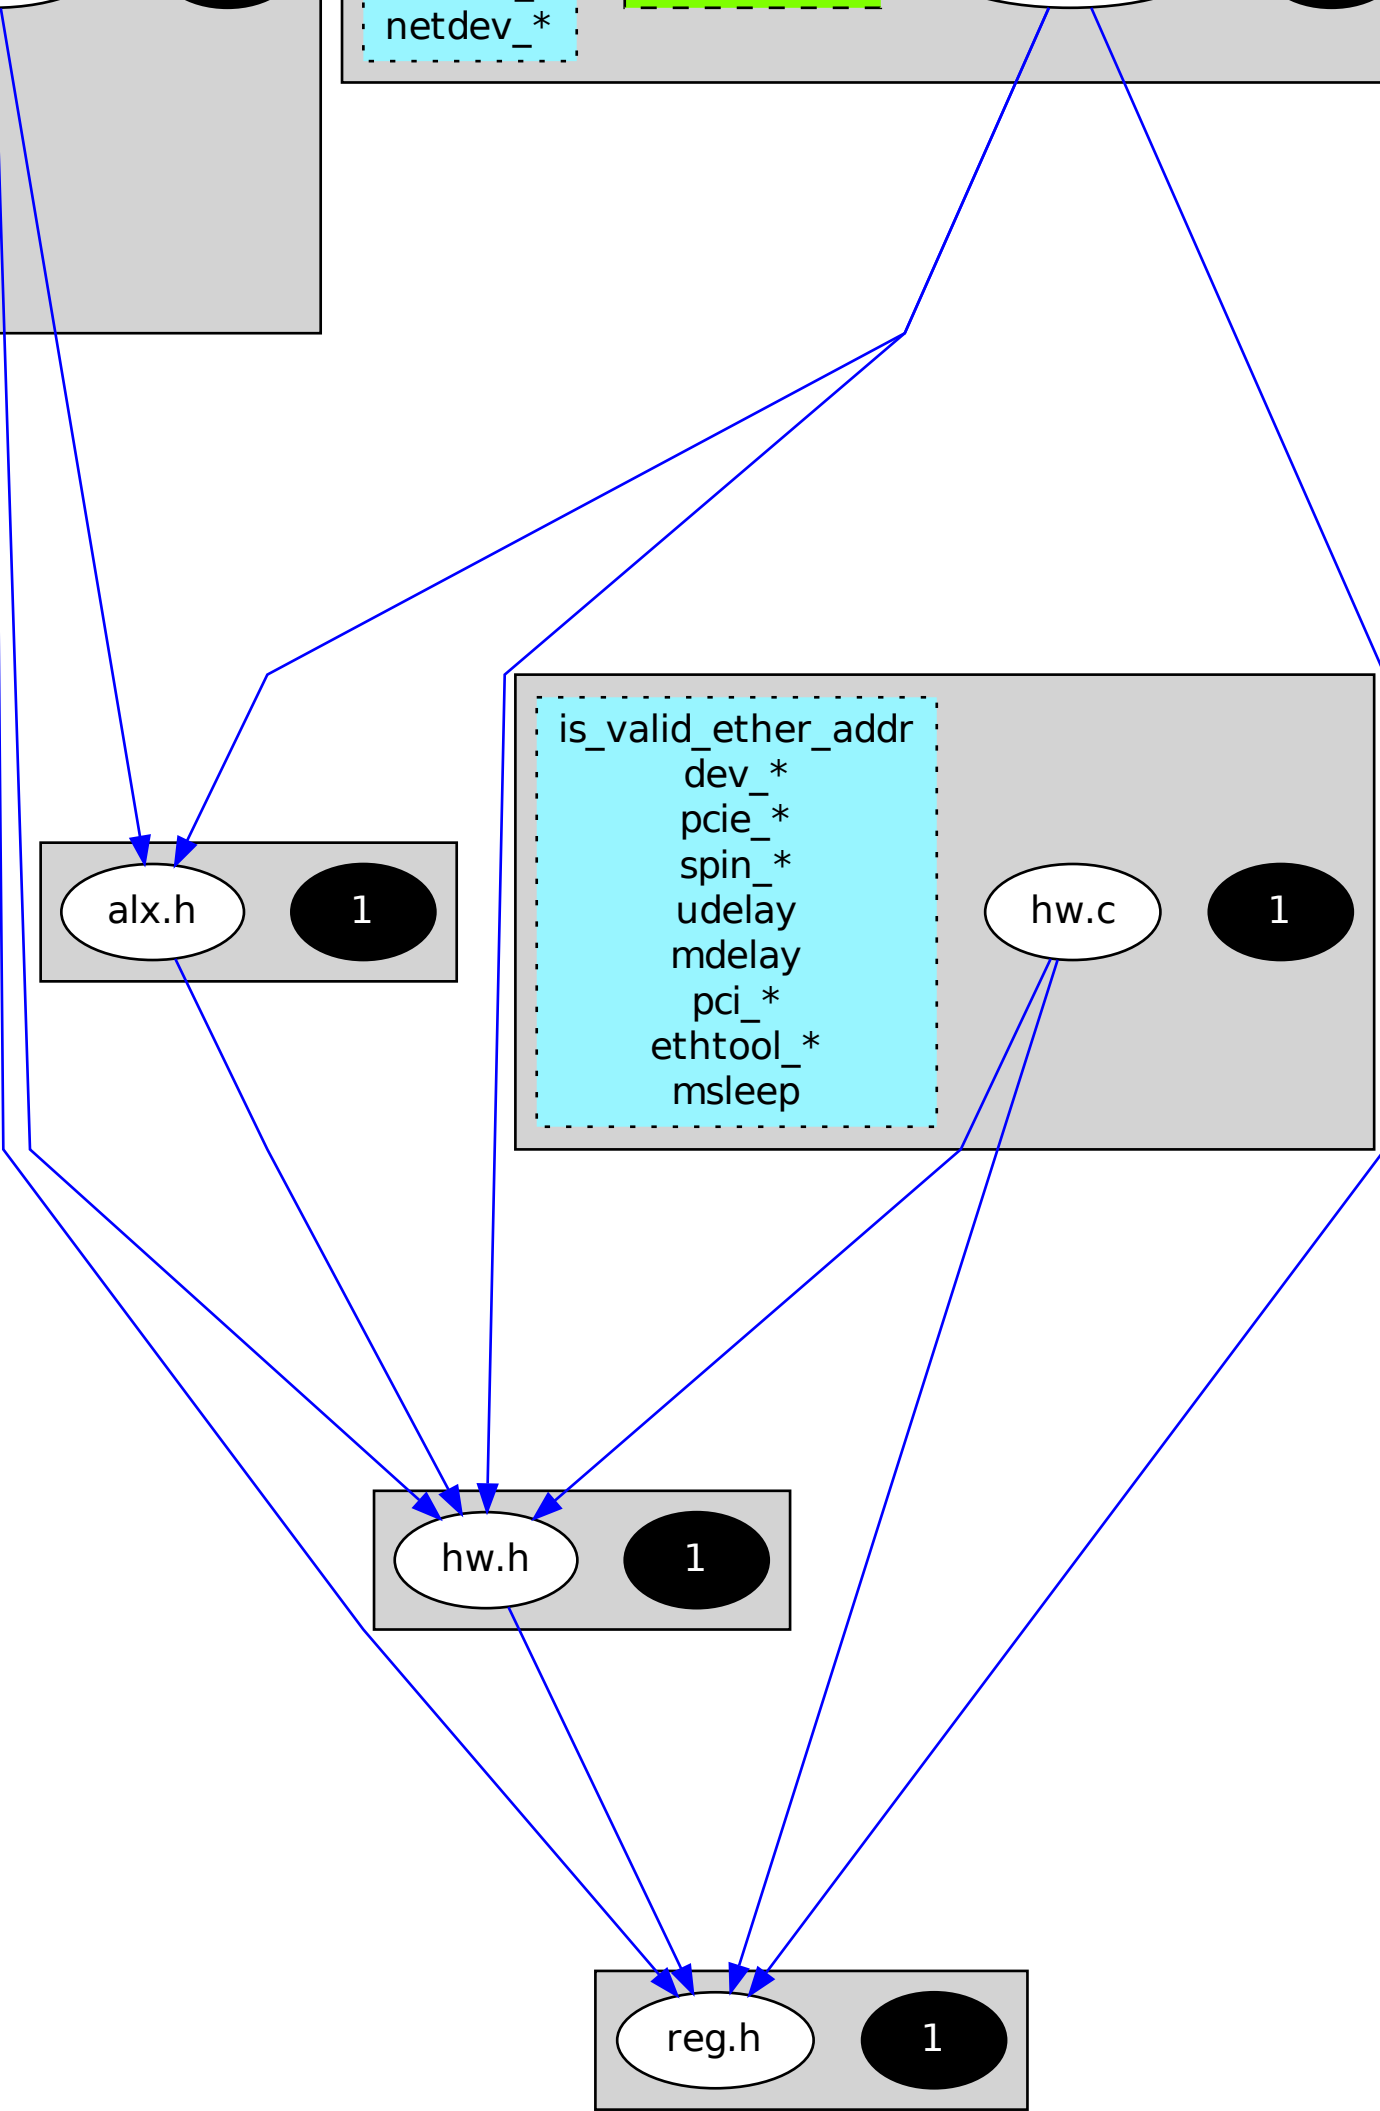 netdev_*
is_valid_ether_addr
dev_*
pcie_*
spin_*
udelay
mdelay
pci_*
ethtool_*
msleep
alx.h
1
hw.c
1
hw.h
1
reg.h
1